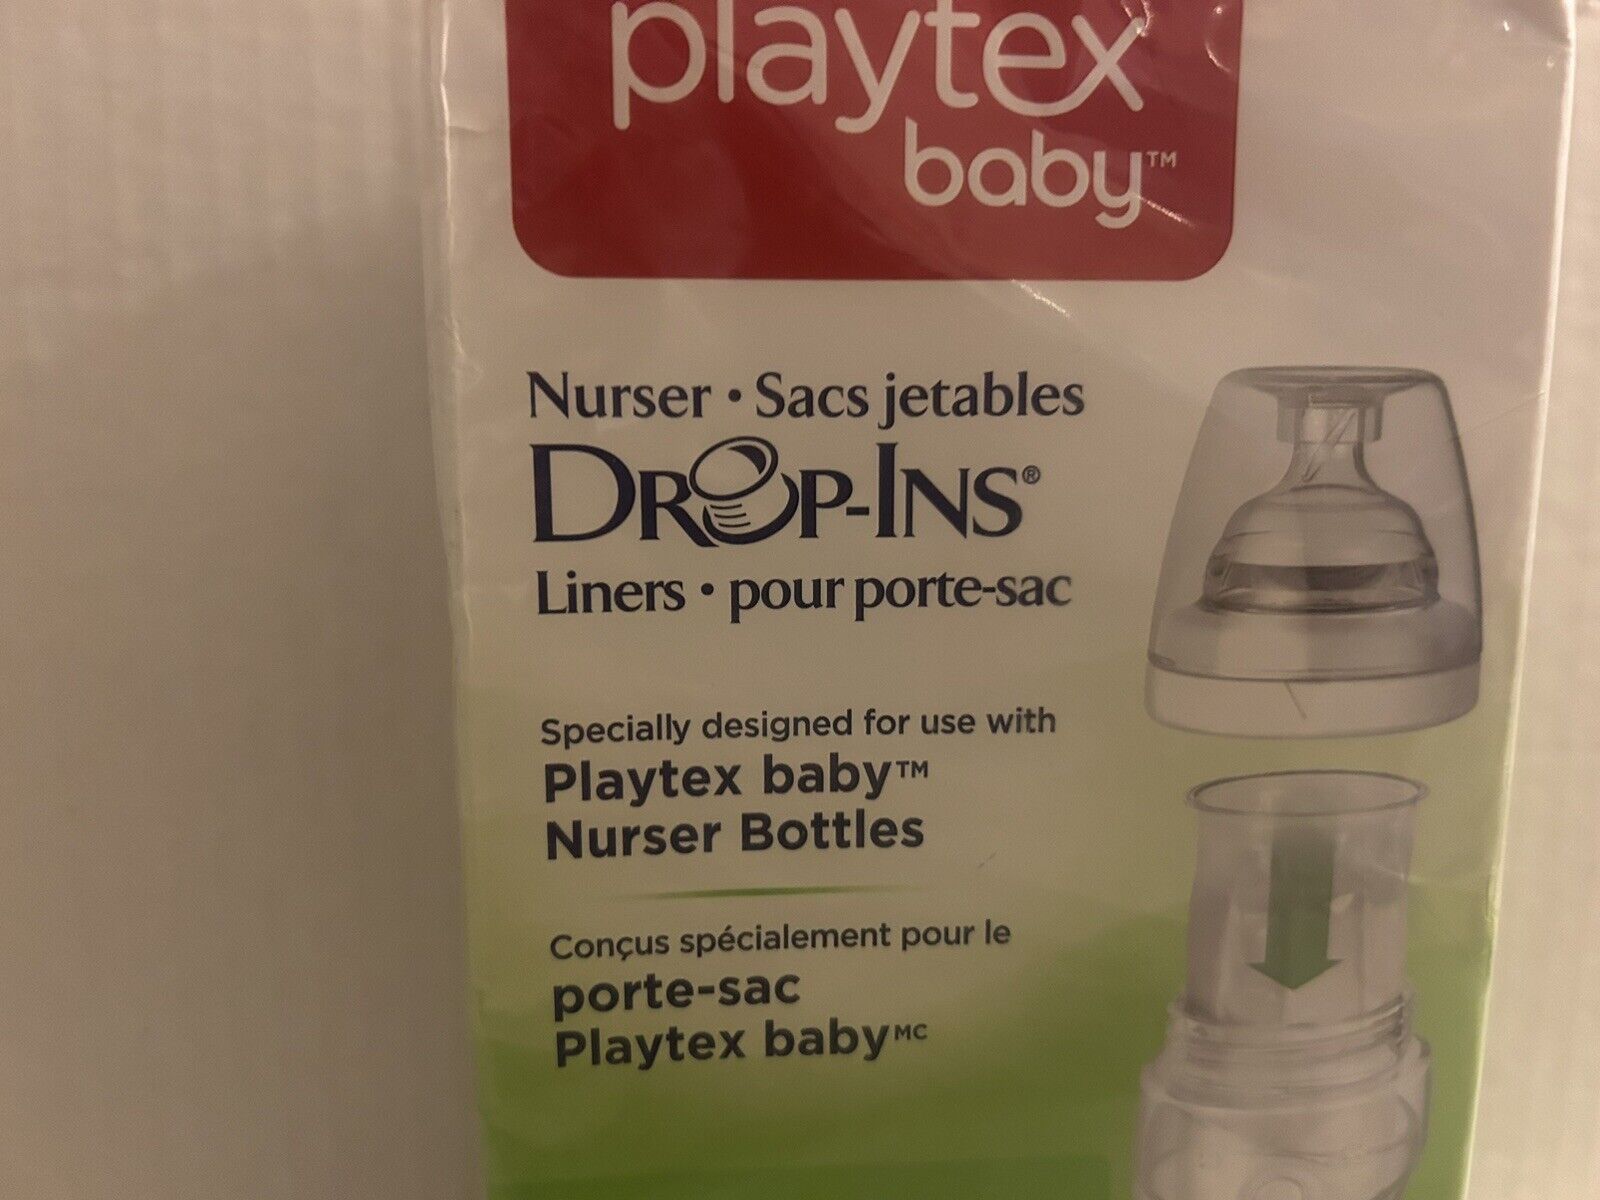 playtex
baby™
Nurser • Sacs jetables
DROP-INS®
Liners • pour porte-sac
Specially designed for use with
Playtex baby™
Nurser Bottles
Conçus spécialement pour le
porte-sac
Playtex babyMC